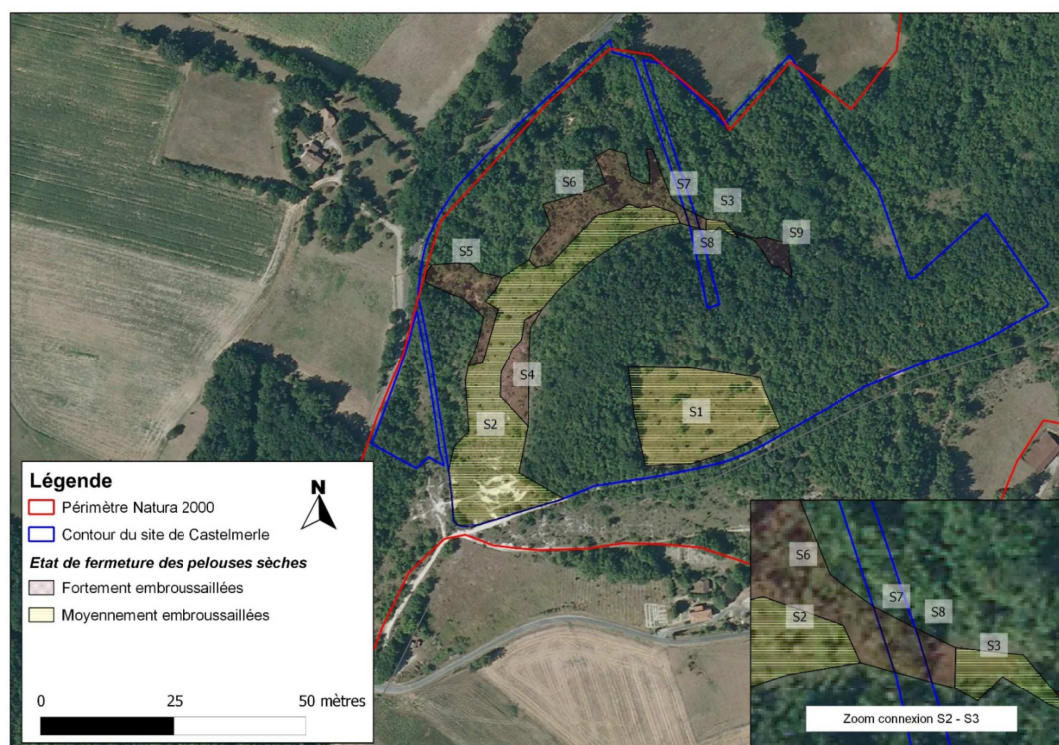 S7
S6
S3
S8
S9
S5
S4
S1
S2
Légende
Périmètre Natura 2000
Contour du site de Castelmerle
Etat de fermeture des pelouses sèches
Fortement embroussaillées
Moyennement embroussaillées
N
0 25 50 mètres
S6
S7
S8
S2
S3
Zoom connexion S2 - S3